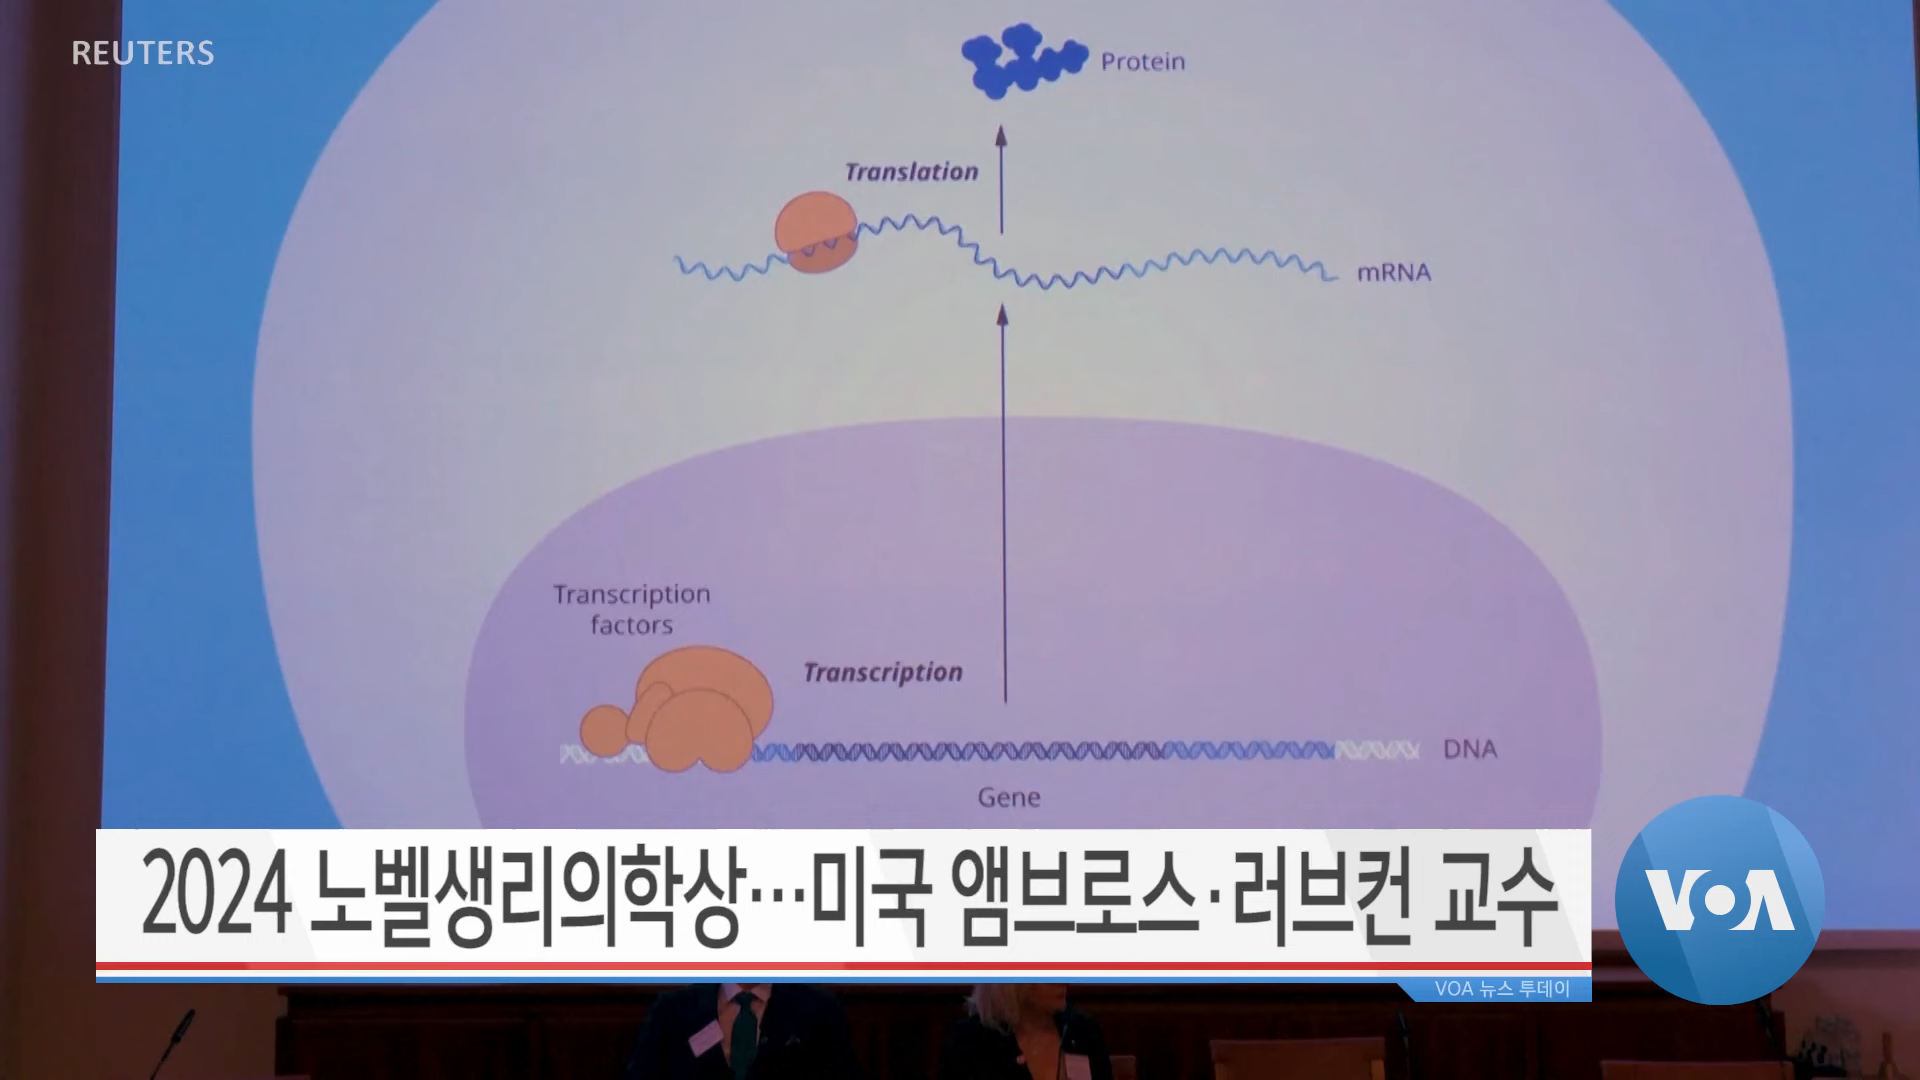 REUTERS
Protein
Translation
mRNA
Transcription
factors
Transcription
DNA
Gene
2024 노벨생리의학상…미국 앰브로스·러브컨 교수
VOA
VOA 뉴스 투데이